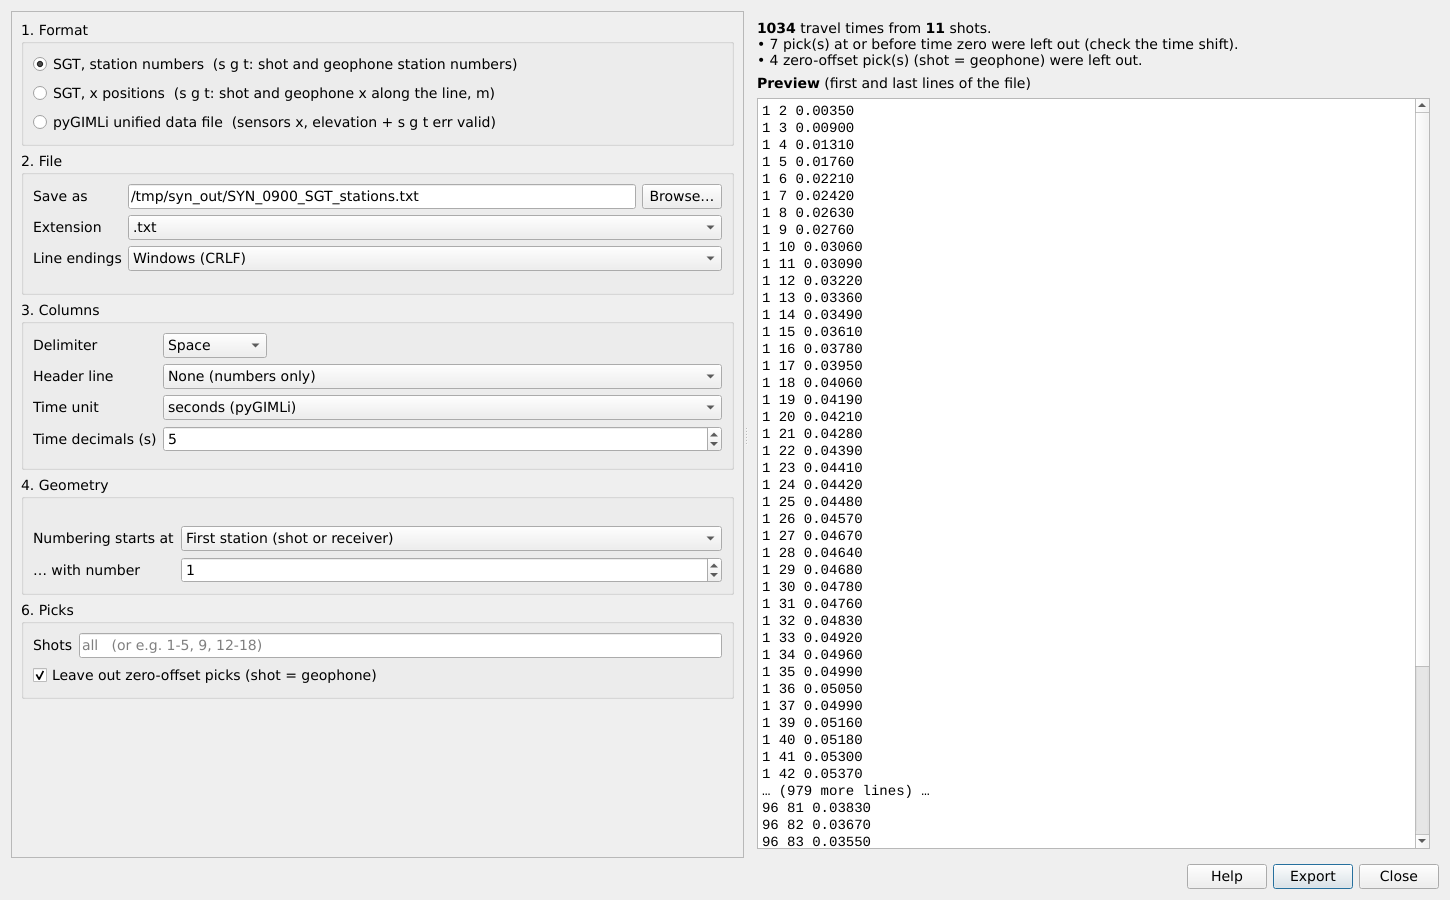 1. Format
SGT, station numbers  (s g t: shot and geophone station numbers)
SGT, x positions  (s g t: shot and geophone x along the line, m)
pyGIMLi unified data file  (sensors x, elevation + s g t err valid)
2. File
Save as /tmp/syn_out/SYN_0900_SGT_stations.txt Browse...
Extension .txt
Line endings Windows (CRLF)
3. Columns
Delimiter Space
Header line None (numbers only)
Time unit seconds (pyGIMLi)
Time decimals (s) 5
4. Geometry
Numbering starts at First station (shot or receiver)
... with number 1
6. Picks
Shots all   (or e.g. 1-5, 9, 12-18)
Leave out zero-offset picks (shot = geophone)
1034 travel times from 11 shots.
• 7 pick(s) at or before time zero were left out (check the time shift).
• 4 zero-offset pick(s) (shot = geophone) were left out.
Preview (first and last lines of the file)
1 2 0.00350
1 3 0.00900
1 4 0.01310
1 5 0.01760
1 6 0.02210
1 7 0.02420
1 8 0.02630
1 9 0.02760
1 10 0.03060
1 11 0.03090
1 12 0.03220
1 13 0.03360
1 14 0.03490
1 15 0.03610
1 16 0.03780
1 17 0.03950
1 18 0.04060
1 19 0.04190
1 20 0.04210
1 21 0.04280
1 22 0.04390
1 23 0.04410
1 24 0.04420
1 25 0.04480
1 26 0.04570
1 27 0.04670
1 28 0.04640
1 29 0.04680
1 30 0.04780
1 31 0.04760
1 32 0.04830
1 33 0.04920
1 34 0.04960
1 35 0.04990
1 36 0.05050
1 37 0.04990
1 39 0.05160
1 40 0.05180
1 41 0.05300
1 42 0.05370
… (979 more lines) …
96 81 0.03830
96 82 0.03670
96 83 0.03550
Help Export Close